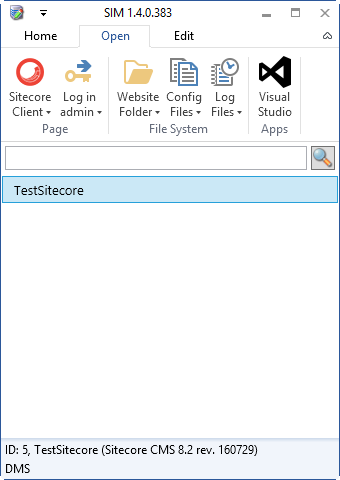 SIM 1.4.0.383
Home Open Edit
Sitecore Client Log in admin Website Folder Config Files Log Files Visual Studio
Page File System Apps
TestSitecore
ID: 5, TestSitecore (Sitecore CMS 8.2 rev. 160729)
DMS